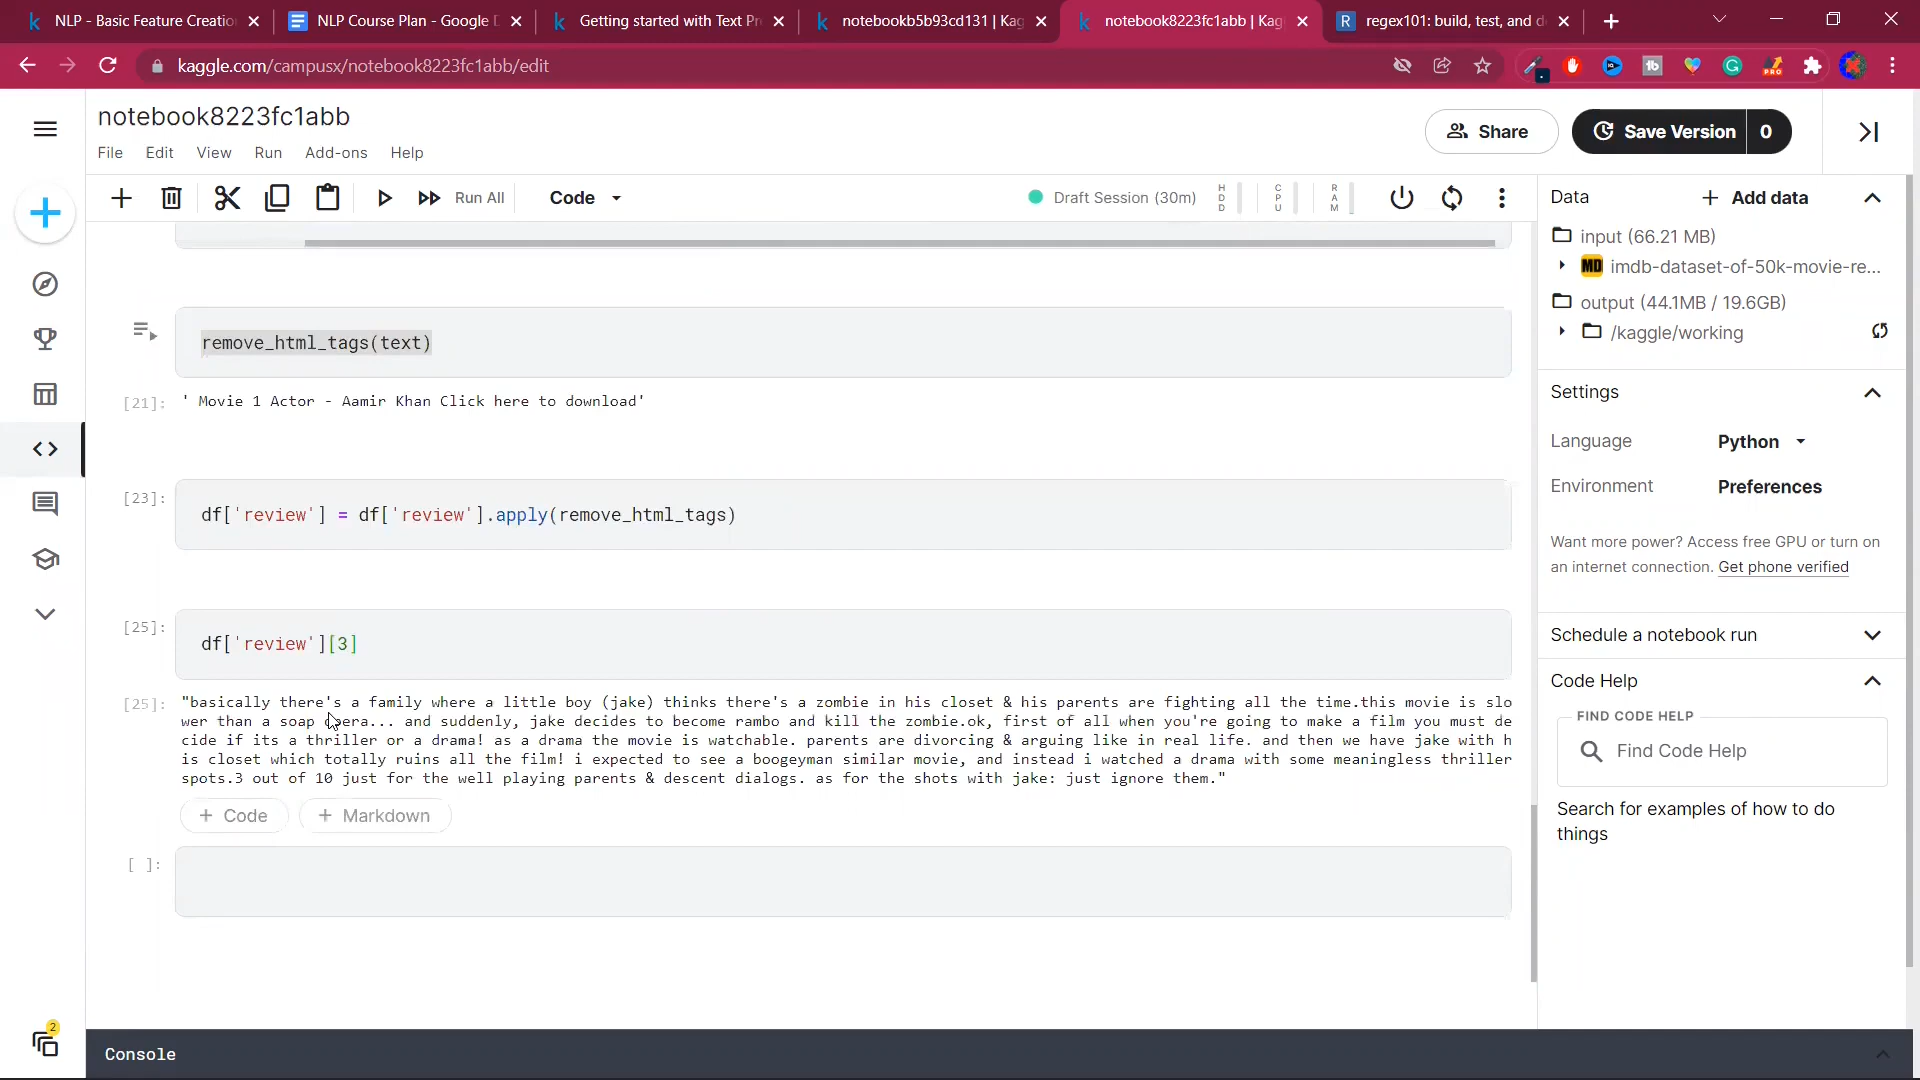 NLP - Basic Feature Creatio
NLP Course Plan - Google D
Getting started with Text Pr
notebookb5b93cd131 | Kag
notebook8223fc1abb | Kag
regex101: build, test, and d
kaggle.com/campusx/notebook8223fc1abb/edit
notebook8223fc1abb
Share
Save Version 0
File Edit View Run Add-ons Help
Run All
Code
Draft Session (30m)
HDD
CPU
RAM
remove_html_tags(text)
[21]: ' Movie 1 Actor - Aamir Khan Click here to download'
[23]: df['review'] = df['review'].apply(remove_html_tags)
[25]: df['review'][3]
[25]: "basically there's a family where a little boy (jake) thinks there's a zombie in his closet & his parents are fighting all the time.this movie is slo
wer than a soap opera... and suddenly, jake decides to become rambo and kill the zombie.ok, first of all when you're going to make a film you must de
cide if its a thriller or a drama! as a drama the movie is watchable. parents are divorcing & arguing like in real life. and then we have jake with h
is closet which totally ruins all the film! i expected to see a boogeyman similar movie, and instead i watched a drama with some meaningless thriller
spots.3 out of 10 just for the well playing parents & descent dialogs. as for the shots with jake: just ignore them."
+ Code + Markdown
[ ]:
Console
2
Data
+ Add data
input (66.21 MB)
MD imdb-dataset-of-50k-movie-re...
output (44.1MB / 19.6GB)
/kaggle/working
Settings
Language Python
Environment Preferences
Want more power? Access free GPU or turn on
an internet connection. Get phone verified
Schedule a notebook run
Code Help
FIND CODE HELP
Find Code Help
Search for examples of how to do
things